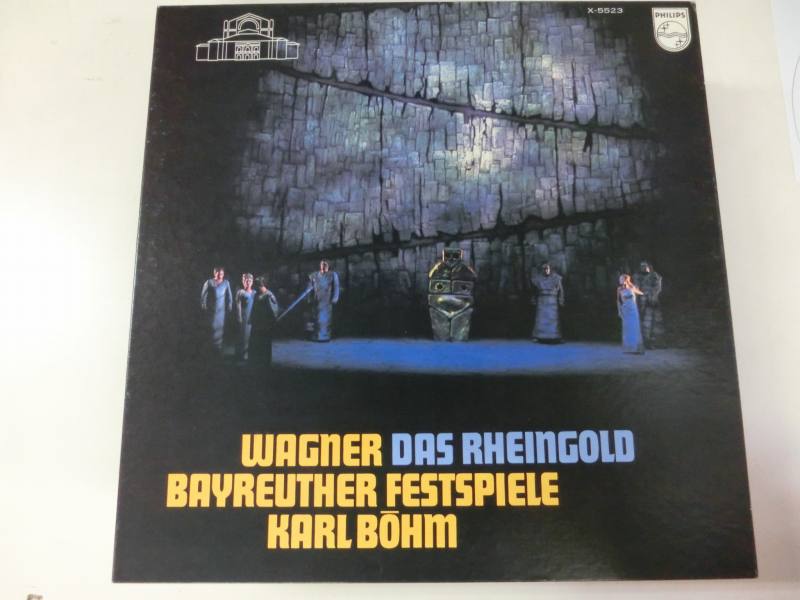 X-5523
PHILIPS
WAGNER DAS RHEINGOLD
BAYREUTHER FESTSPIELE
KARL BÖHM